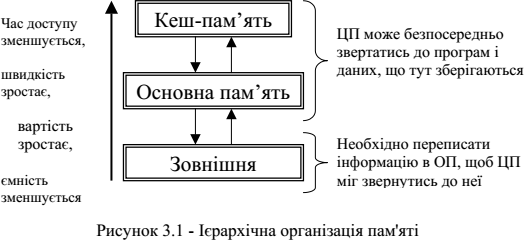 Час доступу
зменшується,
швидкість
зростає,
вартість
зростає,
ємність
зменшується
Кеш-пам’ять
Основна пам’ять
Зовнішня
ЦП може безпосередньо
звертатись до програм і
даних, що тут зберігаються
Необхідно переписати
інформацію в ОП, щоб ЦП
міг звернутись до неї
Рисунок 3.1 - Ієрархічна організація пам'яті